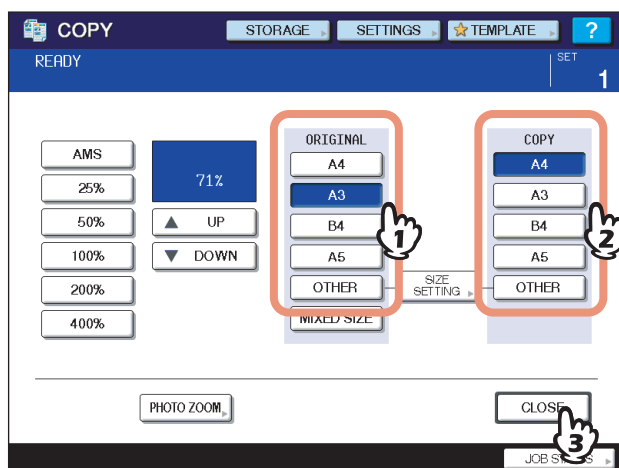 COPY
STORAGE
SETTINGS
TEMPLATE
?
READY
SET
1
AMS
25%
50%
100%
200%
400%
71%
UP
DOWN
ORIGINAL
A4
A3
B4
A5
OTHER
MIXED SIZE
1
SIZE
SETTING
COPY
A4
A3
B4
A5
OTHER
2
PHOTO ZOOM
CLOSE
3
JOB STATUS